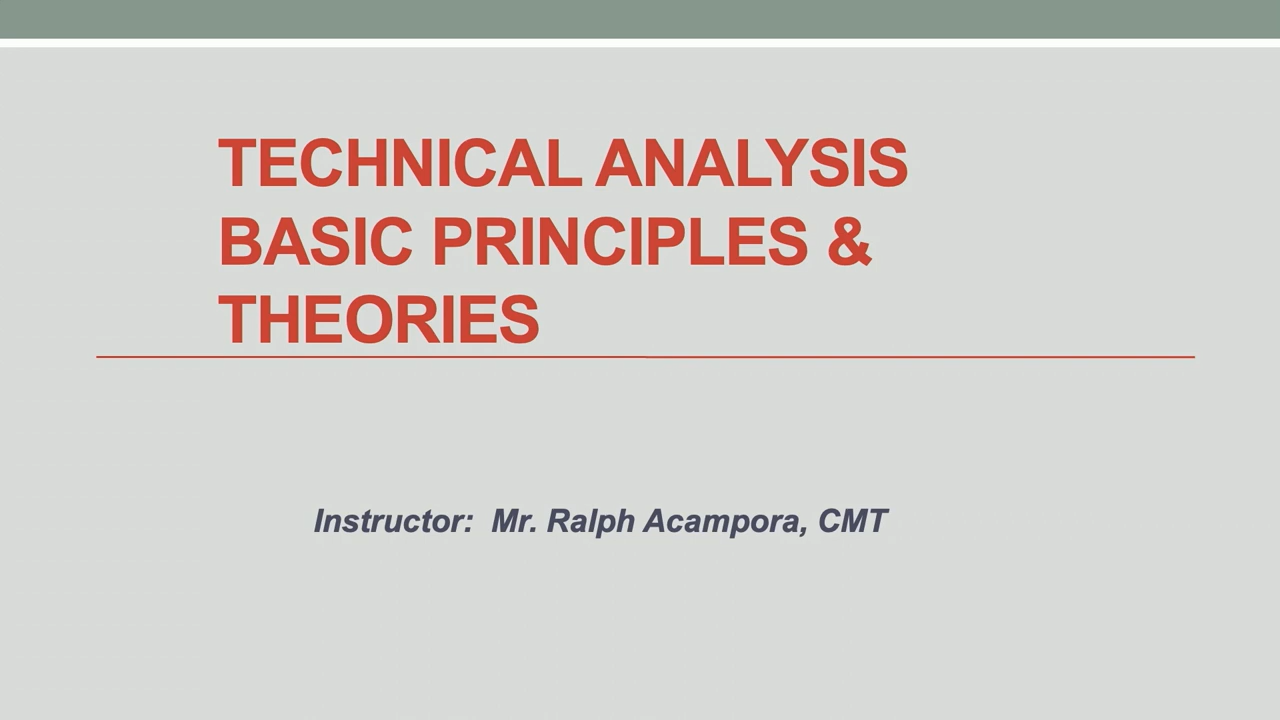 TECHNICAL ANALYSIS
BASIC PRINCIPLES &
THEORIES
Instructor:  Mr. Ralph Acampora, CMT